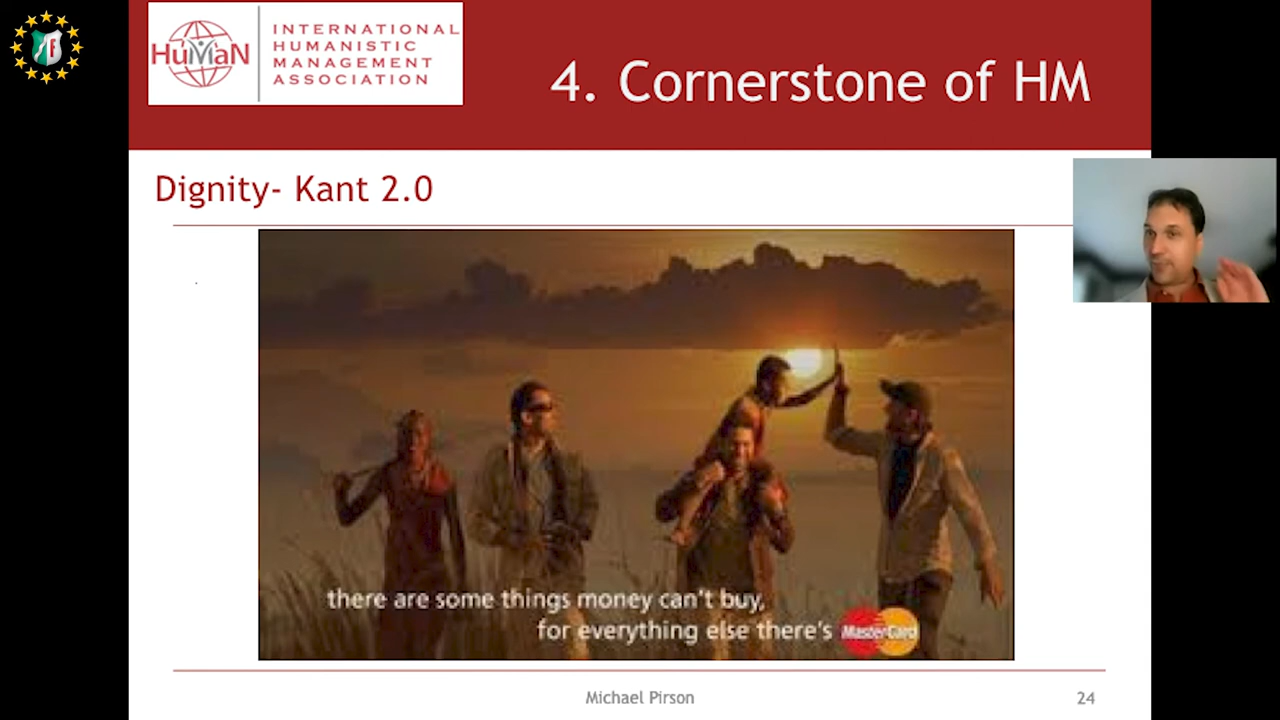 HuMaN
INTERNATIONAL
HUMANISTIC
MANAGEMENT
ASSOCIATION
4. Cornerstone of HM
Dignity- Kant 2.0
there are some things money can't buy,
for everything else there's MasterCard
Michael Pirson
24